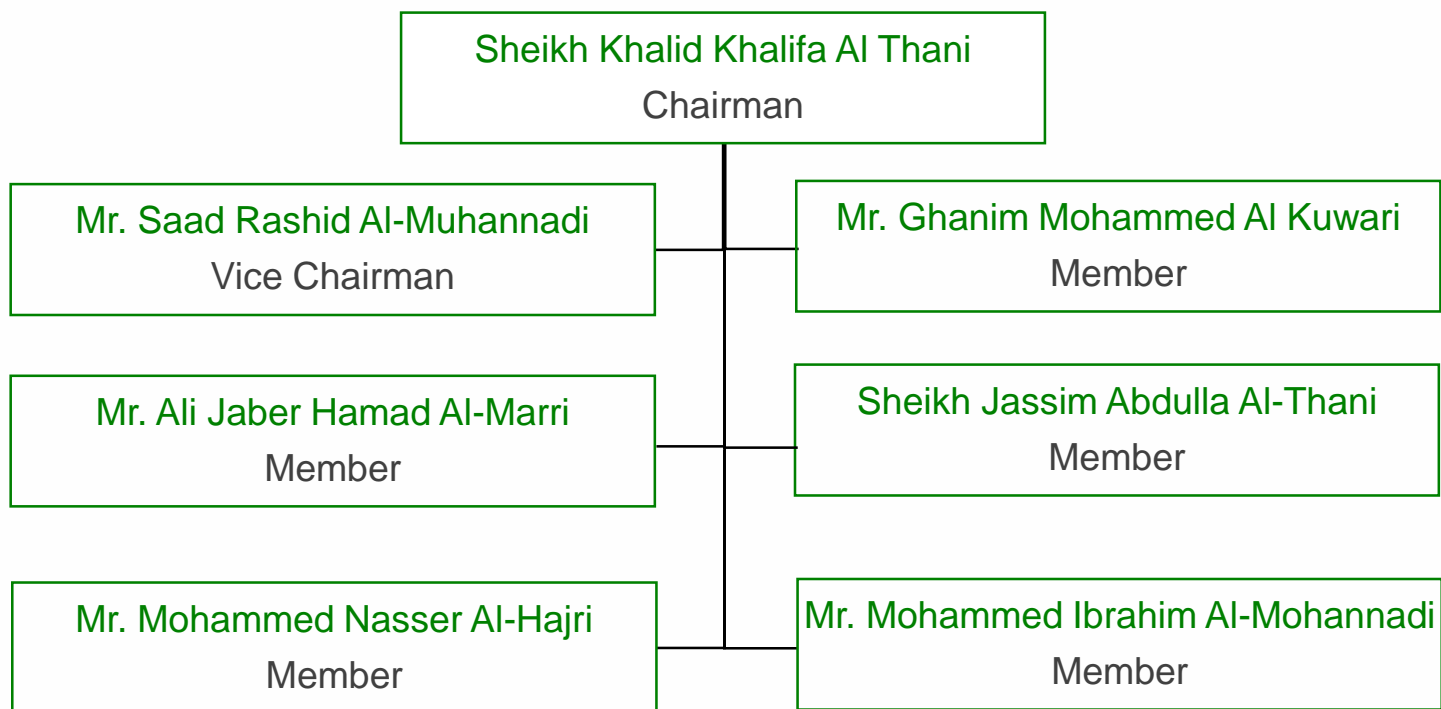 Sheikh Khalid Khalifa Al Thani
Chairman
Mr. Saad Rashid Al-Muhannadi
Vice Chairman
Mr. Ghanim Mohammed Al Kuwari
Member
Mr. Ali Jaber Hamad Al-Marri
Member
Sheikh Jassim Abdulla Al-Thani
Member
Mr. Mohammed Nasser Al-Hajri
Member
Mr. Mohammed Ibrahim Al-Mohannadi
Member